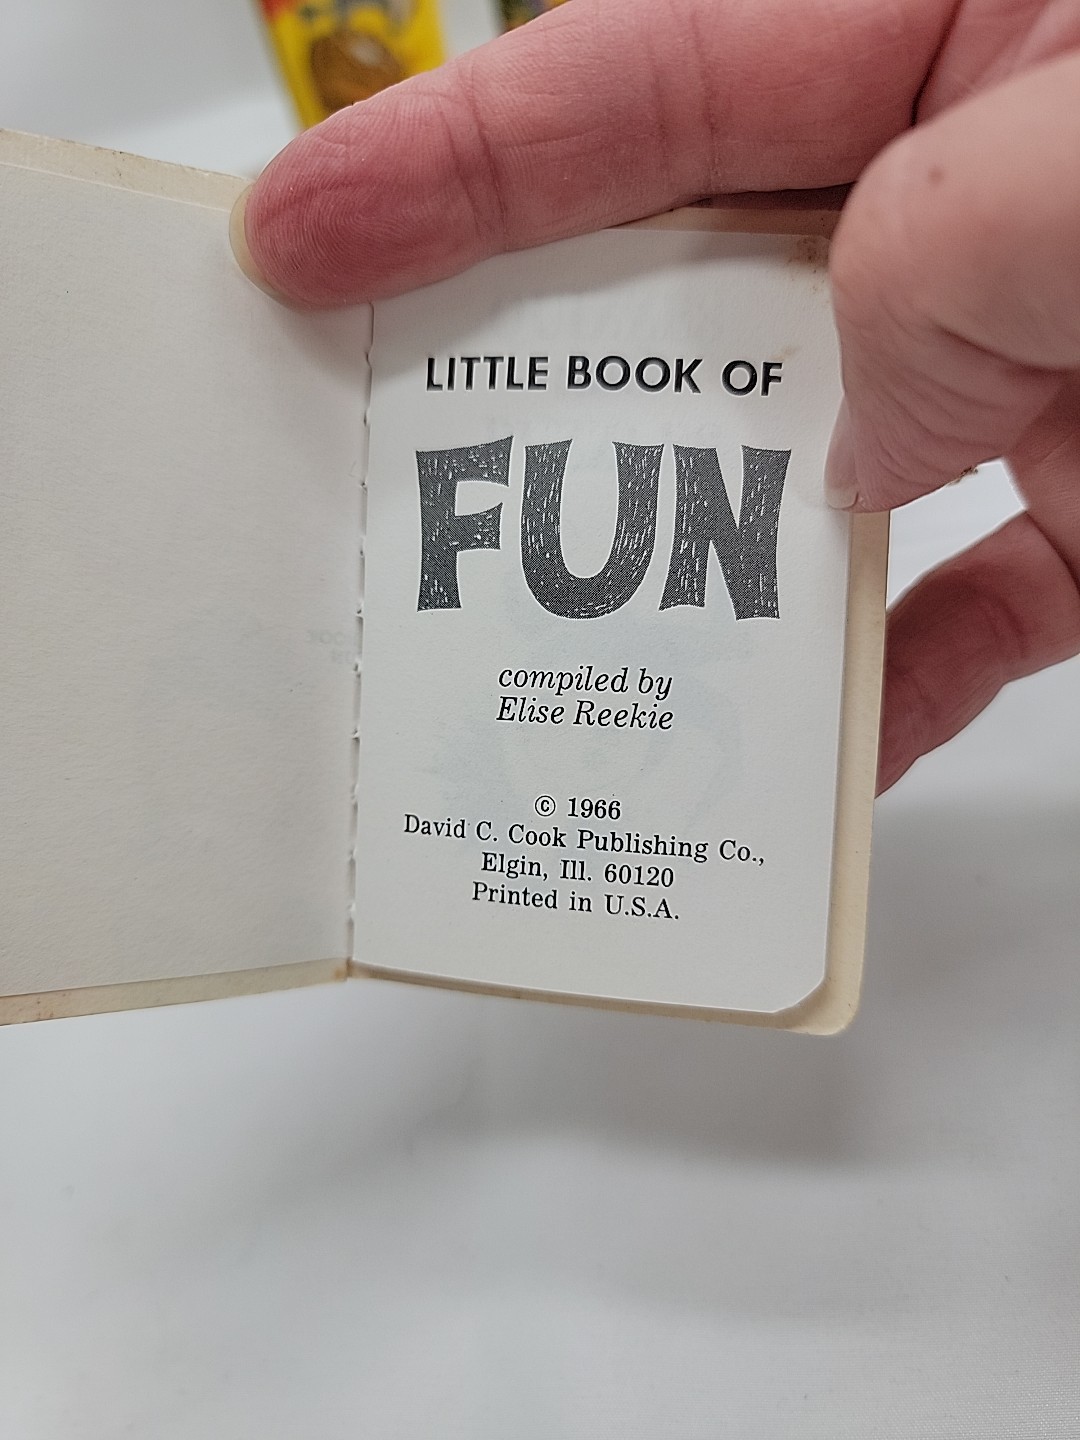 LITTLE BOOK OF
FUN
compiled by
Elise Reekie
© 1966
David C. Cook Publishing Co.,
Elgin, Ill. 60120
Printed in U.S.A.